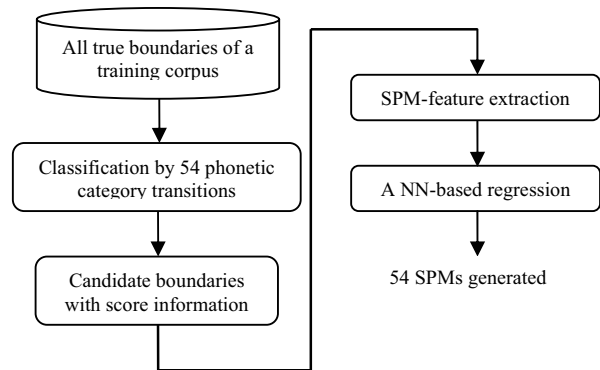 All true boundaries of a
training corpus
Classification by 54 phonetic
category transitions
Candidate boundaries
with score information
SPM-feature extraction
A NN-based regression
54 SPMs generated